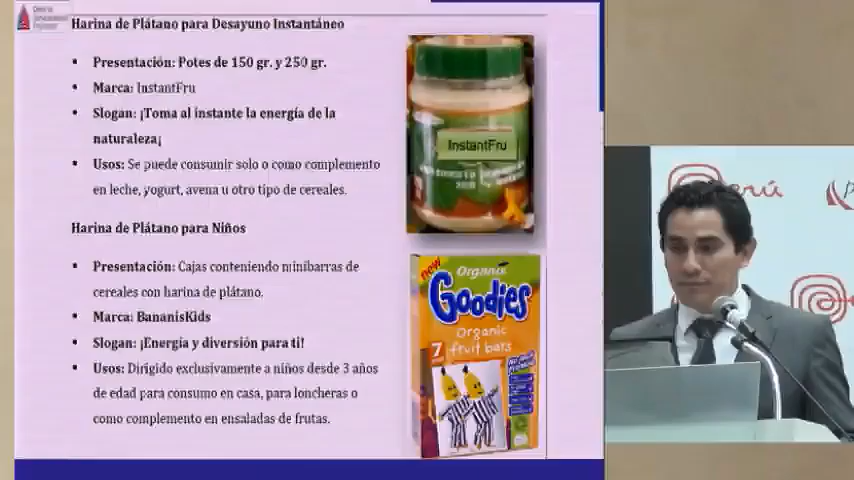 Harina de Plátano para Desayuno Instantáneo
• Presentación: Potes de 150 gr. y 250 gr.
• Marca: InstantFru
• Slogan: ¡Toma al instante la energía de la
naturaleza¡
• Usos: Se puede consumir solo o como complemento
en leche, yogurt, avena u otro tipo de cereales.
Harina de Plátano para Niños
• Presentación: Cajas conteniendo minibarras de
cereales con harina de plátano.
• Marca: BananisKids
• Slogan: ¡Energía y diversión para ti!
• Usos: Dirigido exclusivamente a niños desde 3 años
de edad para consumo en casa, para loncheras o
como complemento en ensaladas de frutas.
InstantFru
new
Organix
Goodies
Organic
fruit bars
7
Perú